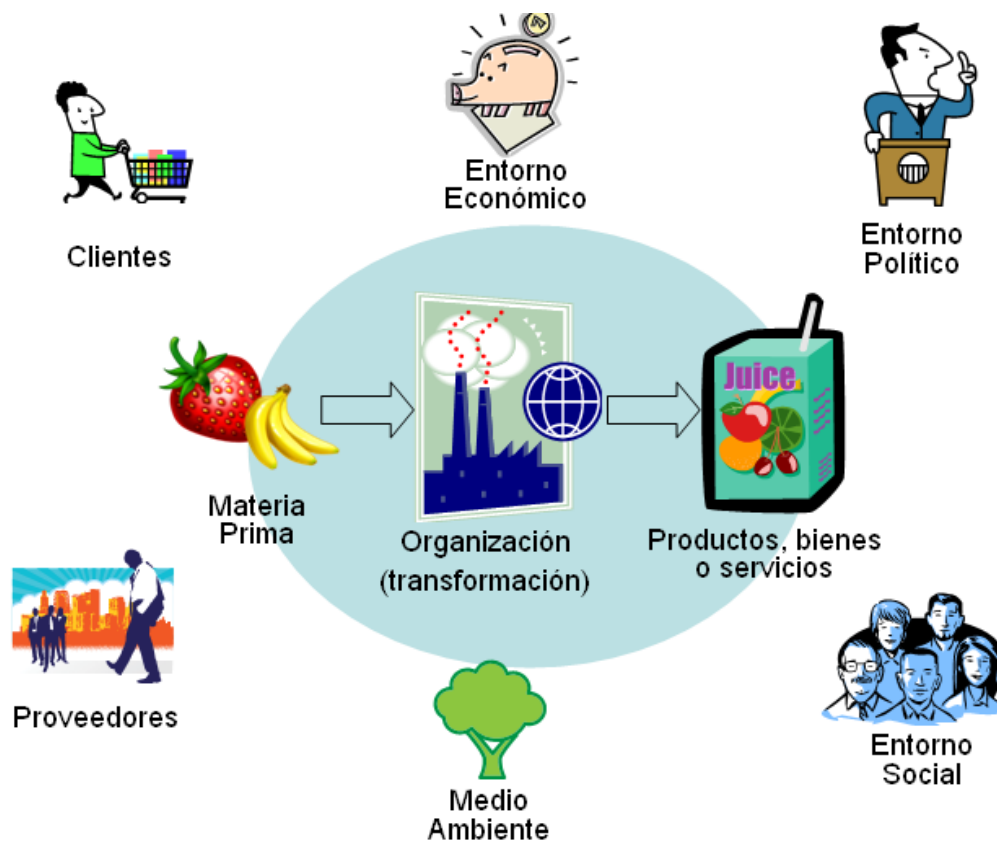 Entorno
Económico
Clientes
Entorno
Político
Juice
Materia
Prima
Organización
(transformación)
Productos, bienes
o servicios
Proveedores
Medio
Ambiente
Entorno
Social